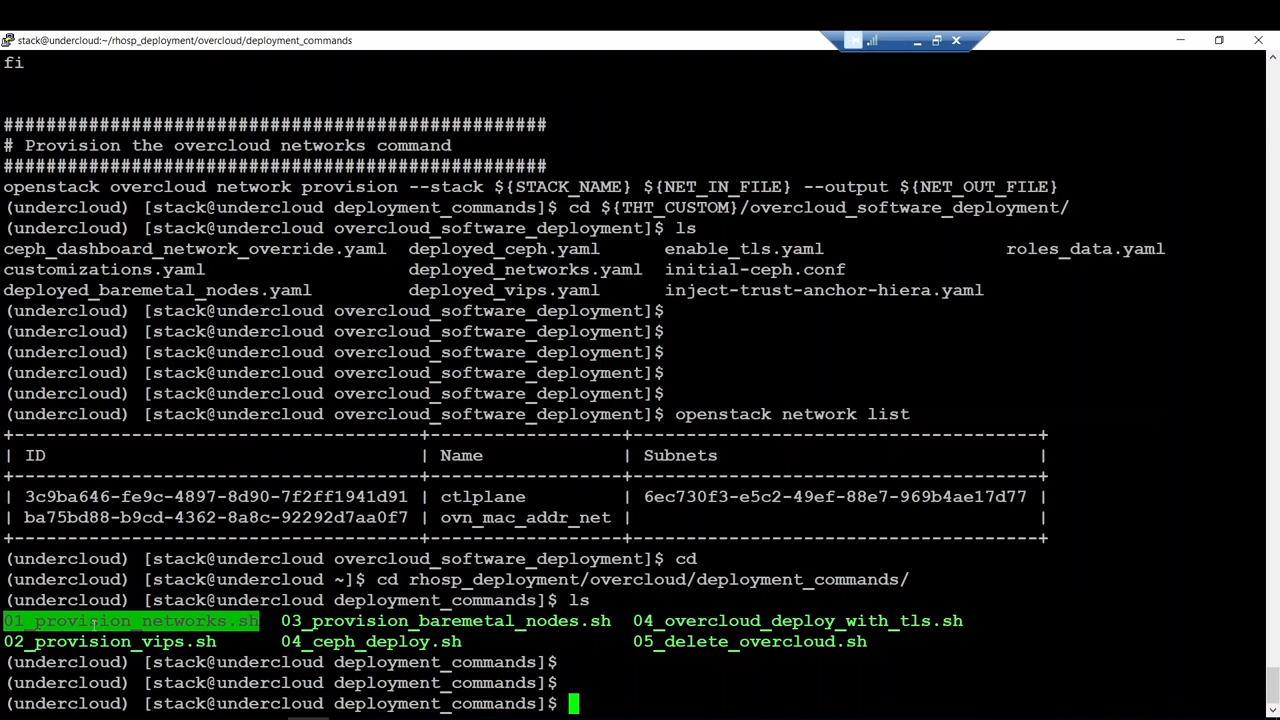 stack@undercloud:~/rhosp_deployment/overcloud/deployment_commands
fi
###################################################
# Provision the overcloud networks command
###################################################
openstack overcloud network provision --stack ${STACK_NAME} ${NET_IN_FILE} --output ${NET_OUT_FILE}
(undercloud) [stack@undercloud deployment_commands]$ cd ${THT_CUSTOM}/overcloud_software_deployment/
(undercloud) [stack@undercloud overcloud_software_deployment]$ ls
ceph_dashboard_network_override.yaml  deployed_ceph.yaml      enable_tls.yaml                 roles_data.yaml
customizations.yaml                   deployed_networks.yaml  initial-ceph.conf
deployed_baremetal_nodes.yaml         deployed_vips.yaml      inject-trust-anchor-hiera.yaml
(undercloud) [stack@undercloud overcloud_software_deployment]$
(undercloud) [stack@undercloud overcloud_software_deployment]$
(undercloud) [stack@undercloud overcloud_software_deployment]$
(undercloud) [stack@undercloud overcloud_software_deployment]$
(undercloud) [stack@undercloud overcloud_software_deployment]$
(undercloud) [stack@undercloud overcloud_software_deployment]$ openstack network list
+--------------------------------------+------------------+--------------------------------------+
| ID                                   | Name             | Subnets                              |
+--------------------------------------+------------------+--------------------------------------+
| 3c9ba646-fe9c-4897-8d90-7f2ff1941d91 | ctlplane         | 6ec730f3-e5c2-49ef-88e7-969b4ae17d77 |
| ba75bd88-b9cd-4362-8a8c-92292d7aa0f7 | ovn_mac_addr_net |                                      |
+--------------------------------------+------------------+--------------------------------------+
(undercloud) [stack@undercloud overcloud_software_deployment]$ cd
(undercloud) [stack@undercloud ~]$ cd rhosp_deployment/overcloud/deployment_commands/
(undercloud) [stack@undercloud deployment_commands]$ ls
01_provision_networks.sh  03_provision_baremetal_nodes.sh  04_overcloud_deploy_with_tls.sh
02_provision_vips.sh      04_ceph_deploy.sh                05_delete_overcloud.sh
(undercloud) [stack@undercloud deployment_commands]$
(undercloud) [stack@undercloud deployment_commands]$
(undercloud) [stack@undercloud deployment_commands]$